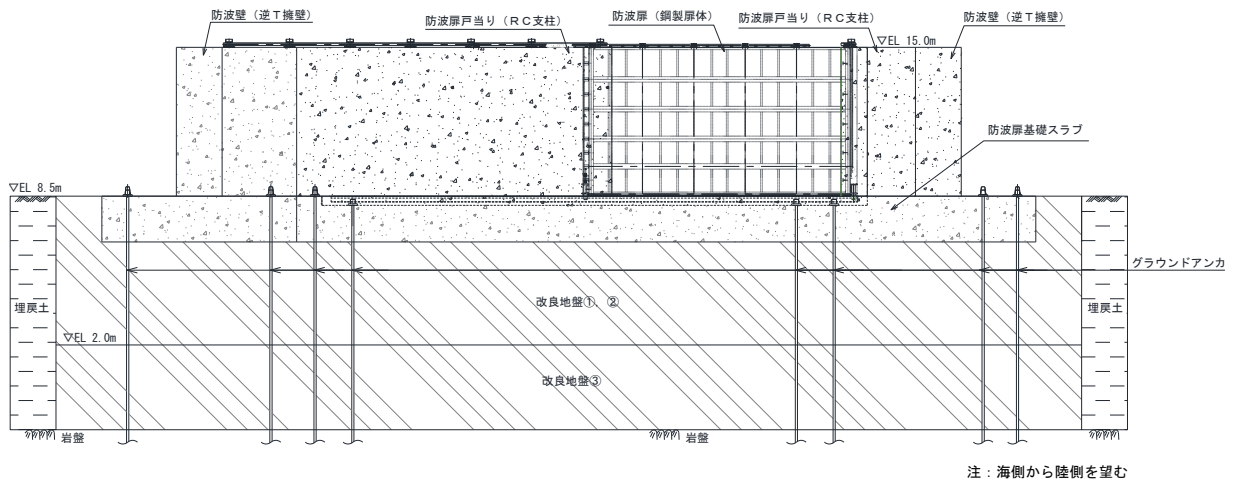 防波壁（逆T擁壁）
防波扉戸当り（RC支柱）
防波扉（鋼製扉体）
防波扉戸当り（RC支柱）
防波壁（逆T擁壁）
▽EL 15.0m
防波扉基礎スラブ
▽EL 8.5m
グラウンドアンカ
埋戻土
改良地盤①、②
埋戻土
▽EL 2.0m
改良地盤③
岩盤
岩盤
注：海側から陸側を望む